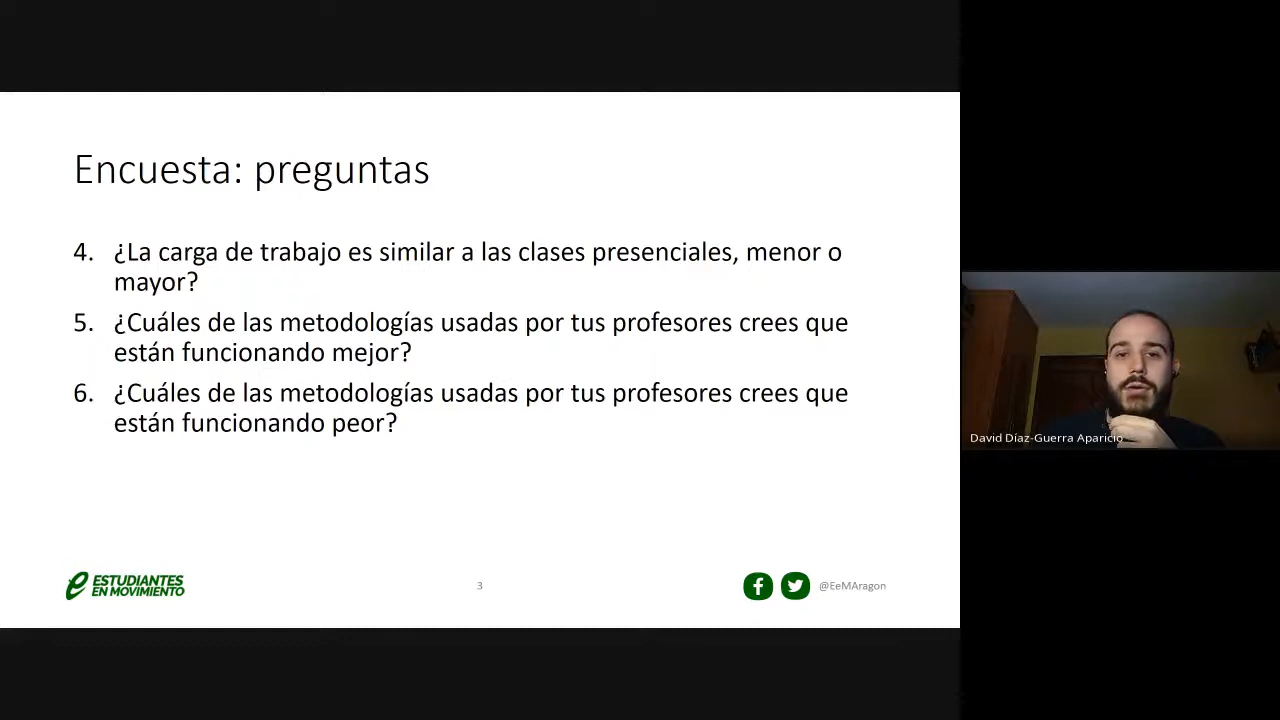 Encuesta: preguntas
4. ¿La carga de trabajo es similar a las clases presenciales, menor o
mayor?
5. ¿Cuáles de las metodologías usadas por tus profesores crees que
están funcionando mejor?
6. ¿Cuáles de las metodologías usadas por tus profesores crees que
están funcionando peor?
David Díaz-Guerra Aparicio
e ESTUDIANTES
EN MOVIMIENTO
3
@EeMAragon